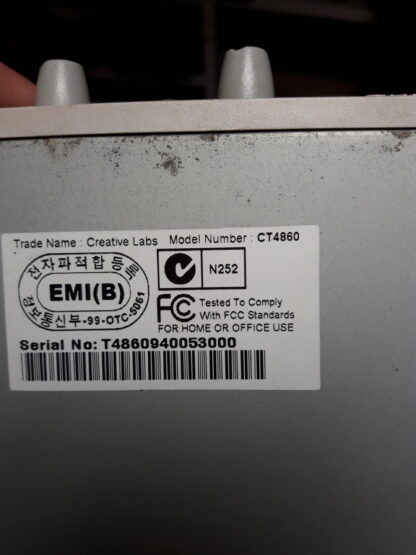 Trade Name : Creative Labs Model Number : CT4860
전자파적합등록
EMI(B)
정보통신부-99-OTC-5061
N252
FCC
Tested To Comply
With FCC Standards
FOR HOME OR OFFICE USE
Serial No: T4860940053000